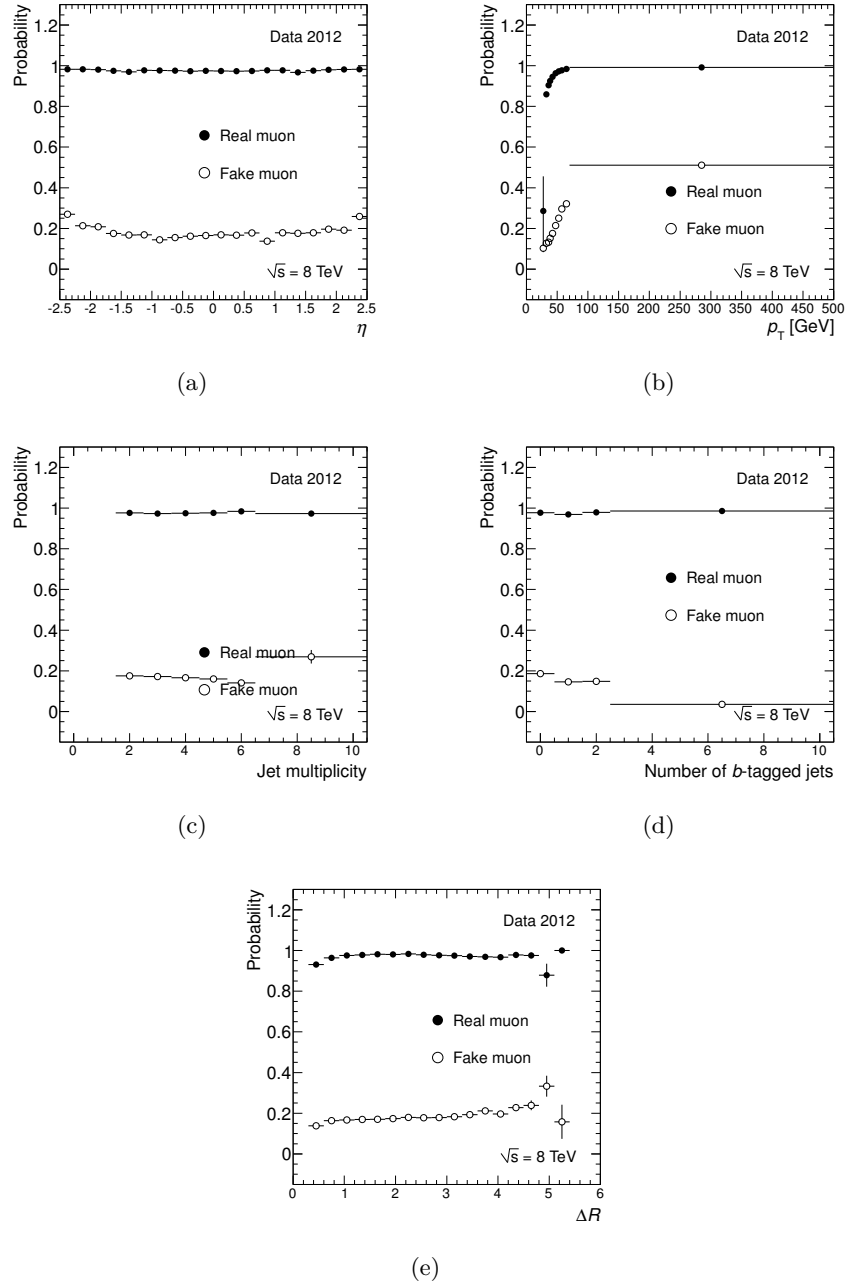 Probability
1.2
Data 2012
1
0.8
0.6
Real muon
0.4
Fake muon
0.2
0
√s = 8 TeV
-2.5 -2 -1.5 -1 -0.5 0 0.5 1 1.5 2 2.5
η
(a)
Probability
1.2
Data 2012
1
0.8
0.6
0.4
Real muon
0.2
Fake muon
0
√s = 8 TeV
0 50 100 150 200 250 300 350 400 450 500
pT [GeV]
(b)
Probability
1.2
Data 2012
1
0.8
0.6
0.4
Real muon
0.2
Fake muon
0
√s = 8 TeV
0 2 4 6 8 10
Jet multiplicity
(c)
Probability
1.2
Data 2012
1
0.8
0.6
Real muon
Fake muon
0.4
0.2
0
√s = 8 TeV
0 2 4 6 8 10
Number of b-tagged jets
(d)
Probability
1.2
Data 2012
1
0.8
0.6
Real muon
Fake muon
0.4
0.2
0
√s = 8 TeV
0 1 2 3 4 5 6
ΔR
(e)